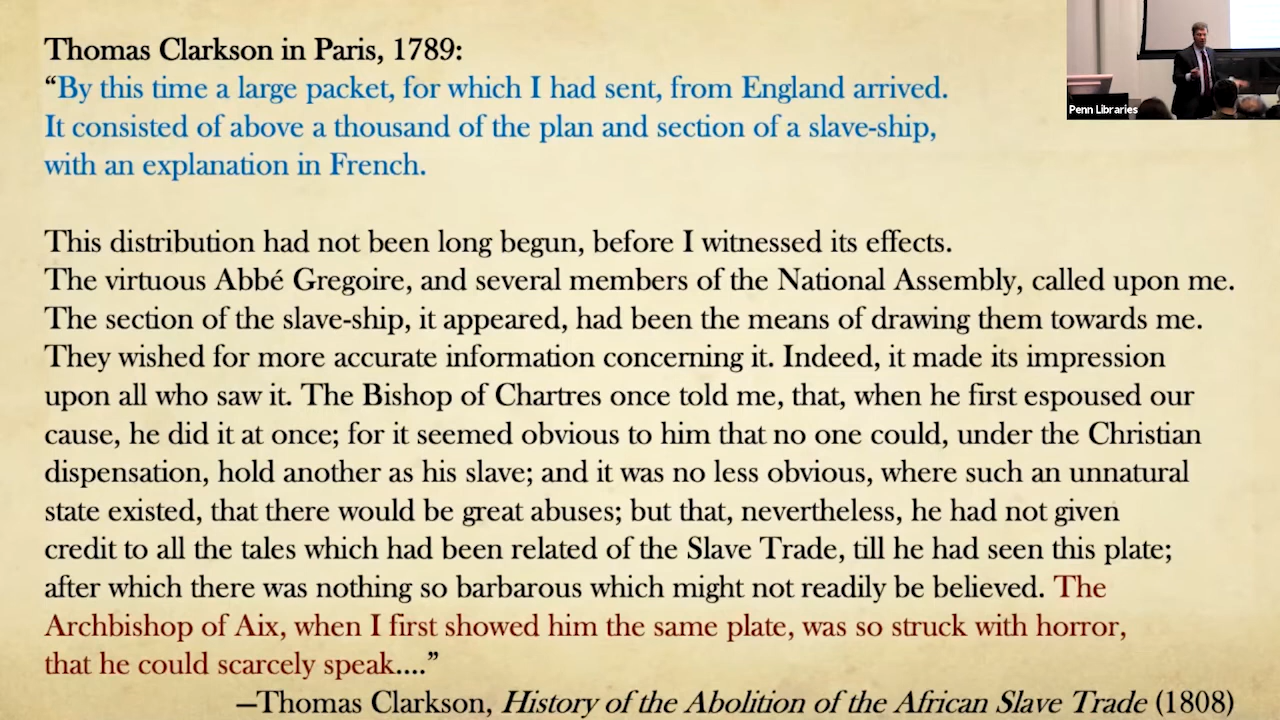 Thomas Clarkson in Paris, 1789:
“By this time a large packet, for which I had sent, from England arrived.
It consisted of above a thousand of the plan and section of a slave-ship,
with an explanation in French.
This distribution had not been long begun, before I witnessed its effects.
The virtuous Abbé Gregoire, and several members of the National Assembly, called upon me.
The section of the slave-ship, it appeared, had been the means of drawing them towards me.
They wished for more accurate information concerning it. Indeed, it made its impression
upon all who saw it. The Bishop of Chartres once told me, that, when he first espoused our
cause, he did it at once; for it seemed obvious to him that no one could, under the Christian
dispensation, hold another as his slave; and it was no less obvious, where such an unnatural
state existed, that there would be great abuses; but that, nevertheless, he had not given
credit to all the tales which had been related of the Slave Trade, till he had seen this plate;
after which there was nothing so barbarous which might not readily be believed. The
Archbishop of Aix, when I first showed him the same plate, was so struck with horror,
that he could scarcely speak....”
—Thomas Clarkson, History of the Abolition of the African Slave Trade (1808)
Penn Libraries